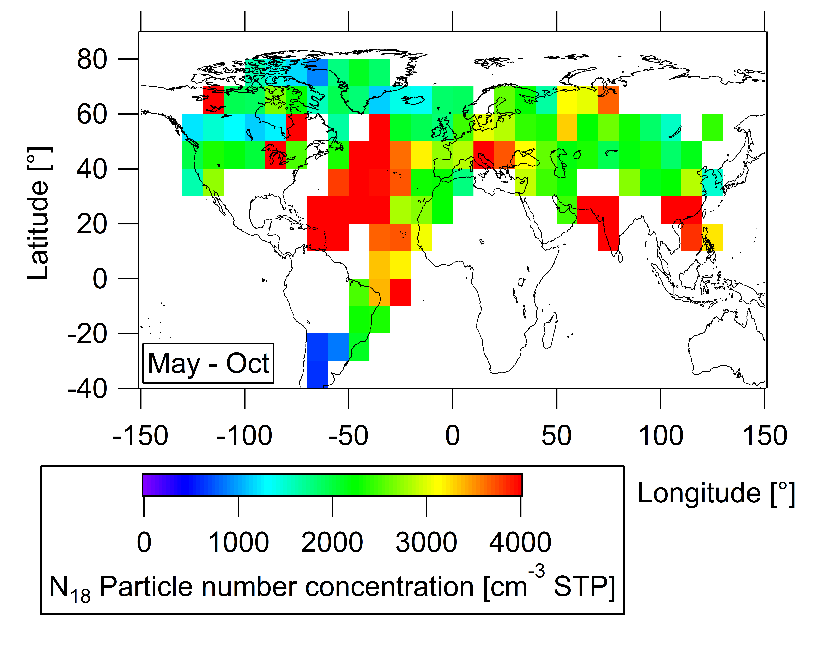 80
60
40
20
0
-20
-40
Latitude [°]
May - Oct
-150 -100 -50 0 50 100 150
Longitude [°]
0 1000 2000 3000 4000
N18 Particle number concentration [cm-3 STP]